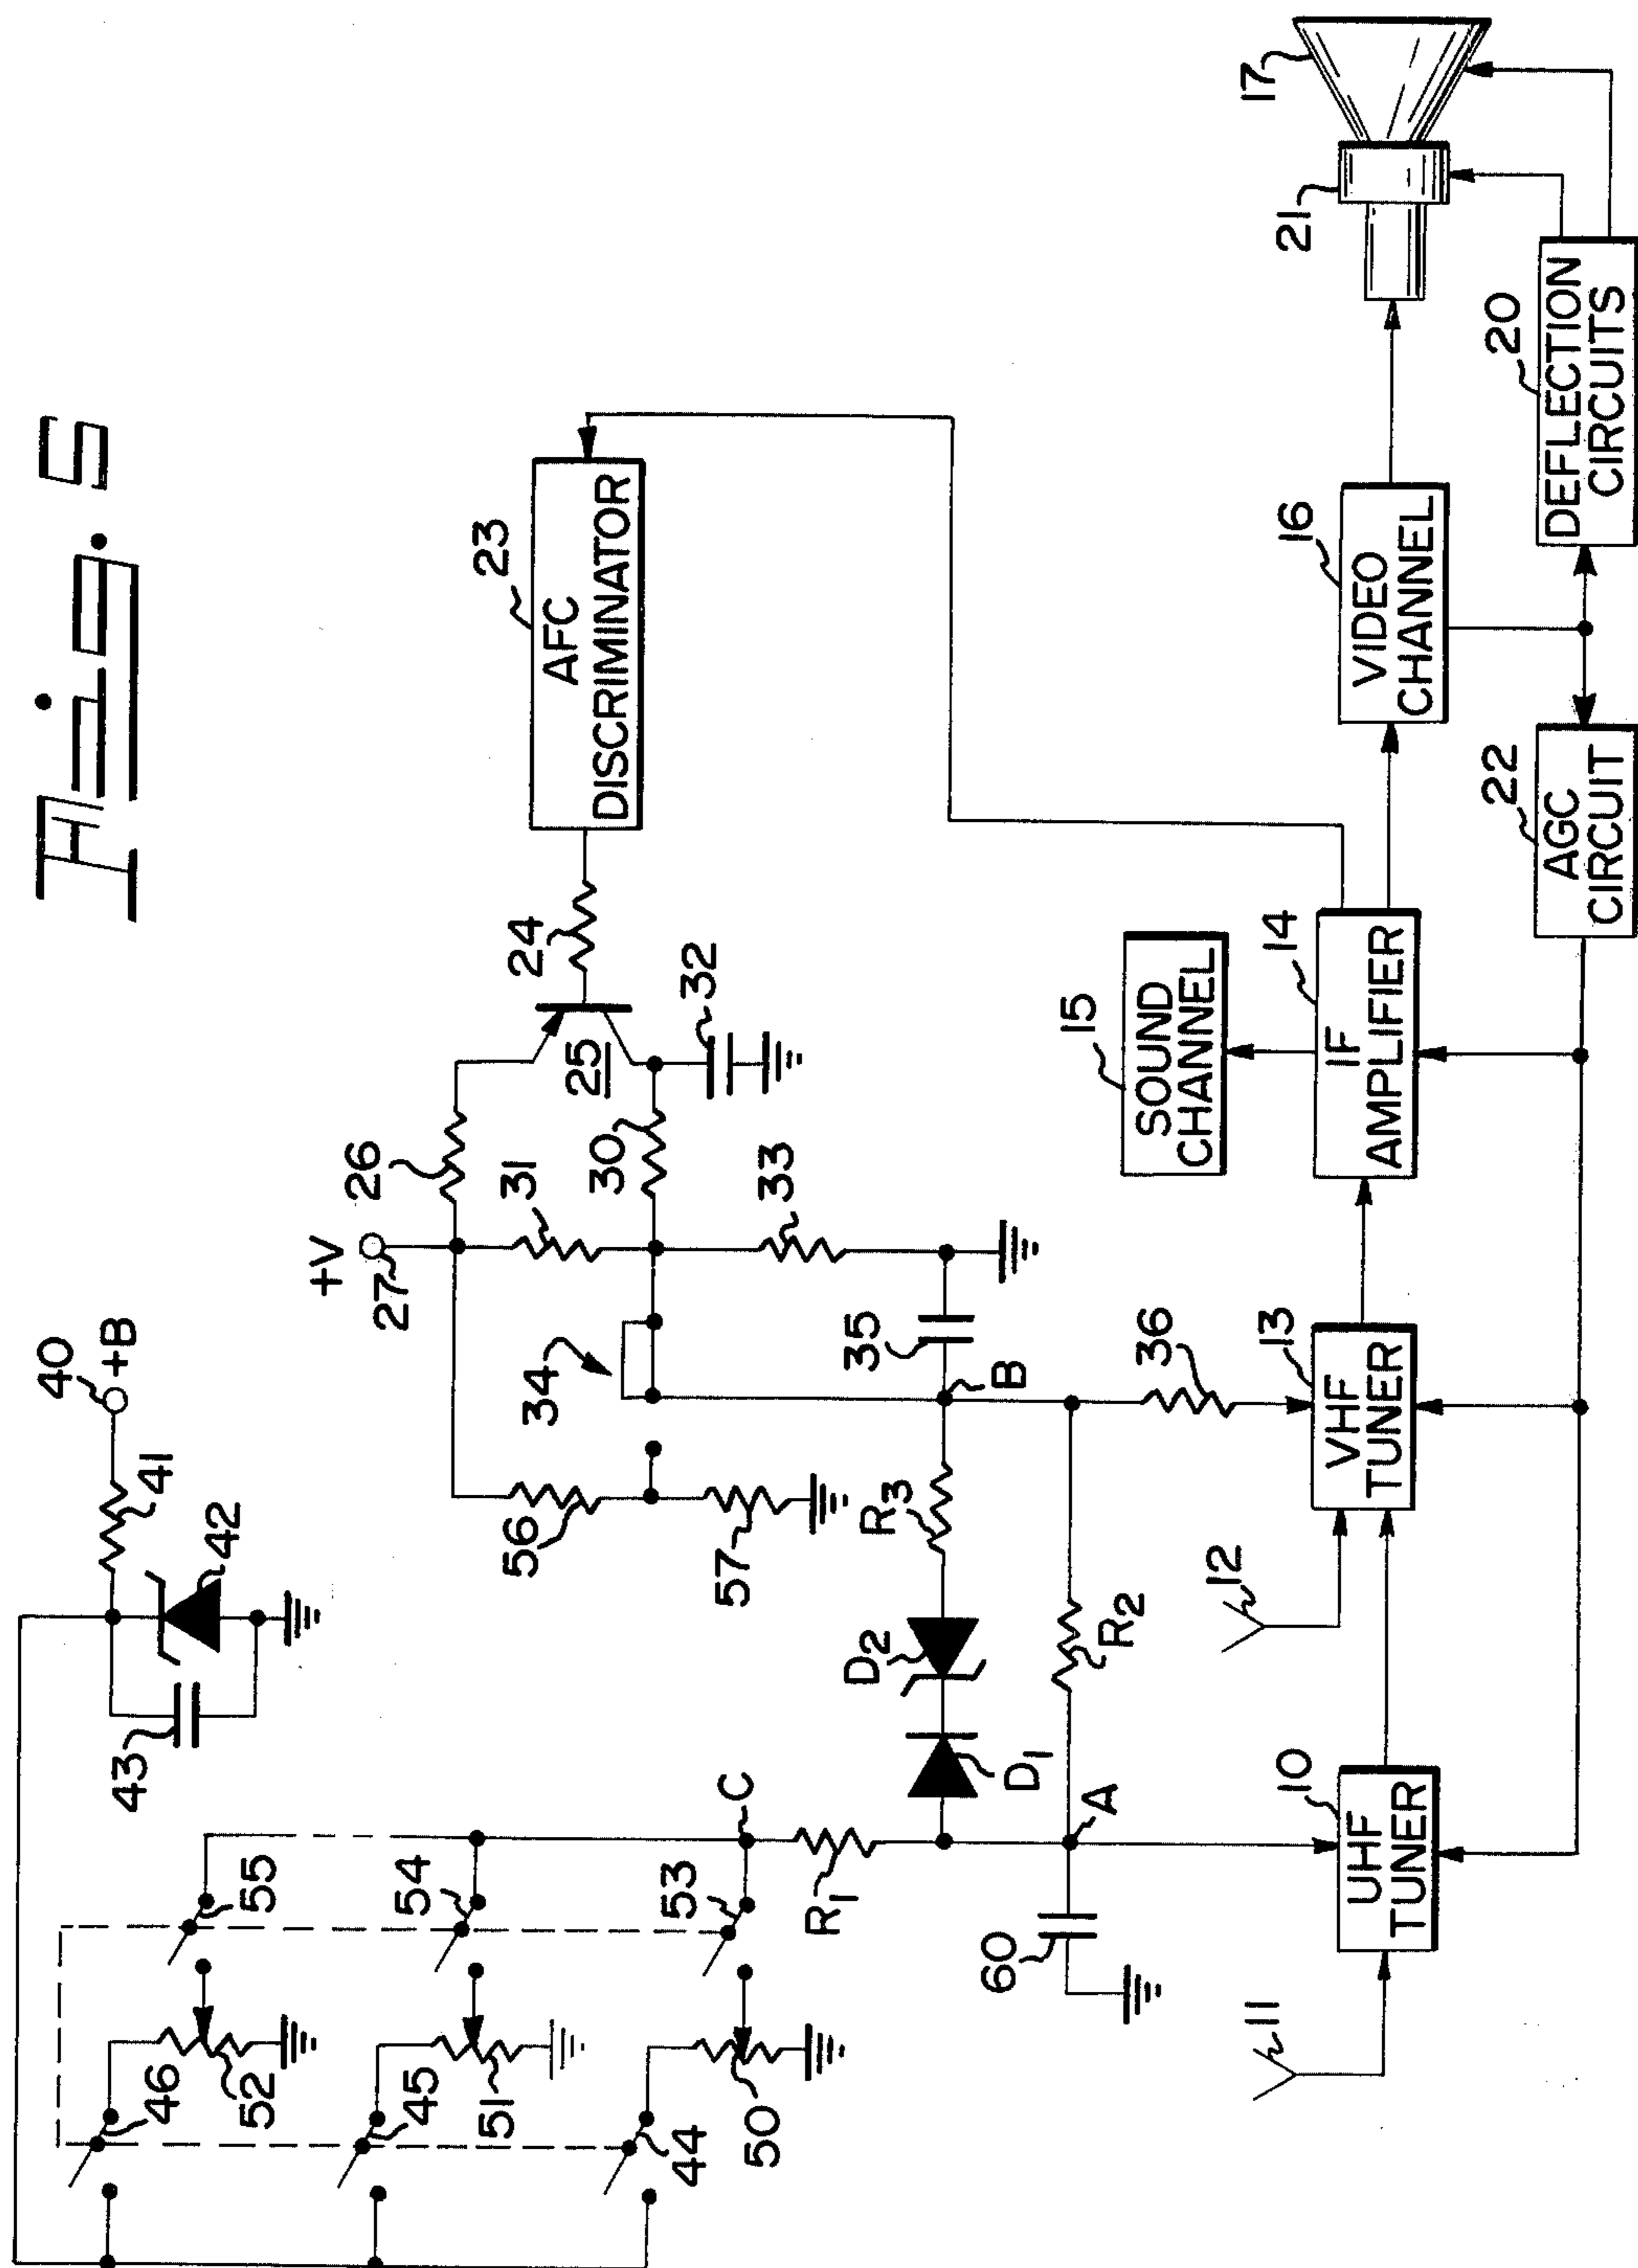 Fig. 5
40
+B
41
42
43
+V
27
26
31
30
33
24
25
32
23
AFC
DISCRIMINATOR
34
35
B
36
56
57
R3
D2
D1
R2
A
C
R1
60
55
54
53
46
52
45
51
44
50
11
12
10
UHF
TUNER
13
VHF
TUNER
14
IF
AMPLIFIER
15
SOUND
CHANNEL
16
VIDEO
CHANNEL
17
21
20
DEFLECTION
CIRCUITS
22
AGC
CIRCUIT